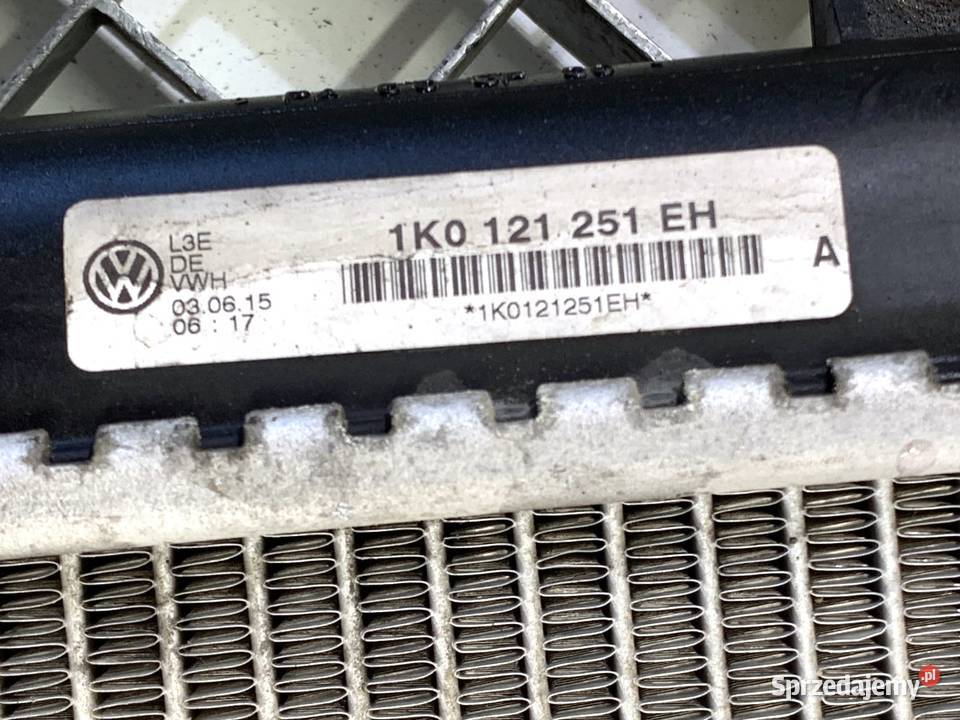 L3E
DE
VWH
03.06.15
06 : 17
1K0 121 251 EH
*1K0121251EH*
A
Sprzedajemy.pl